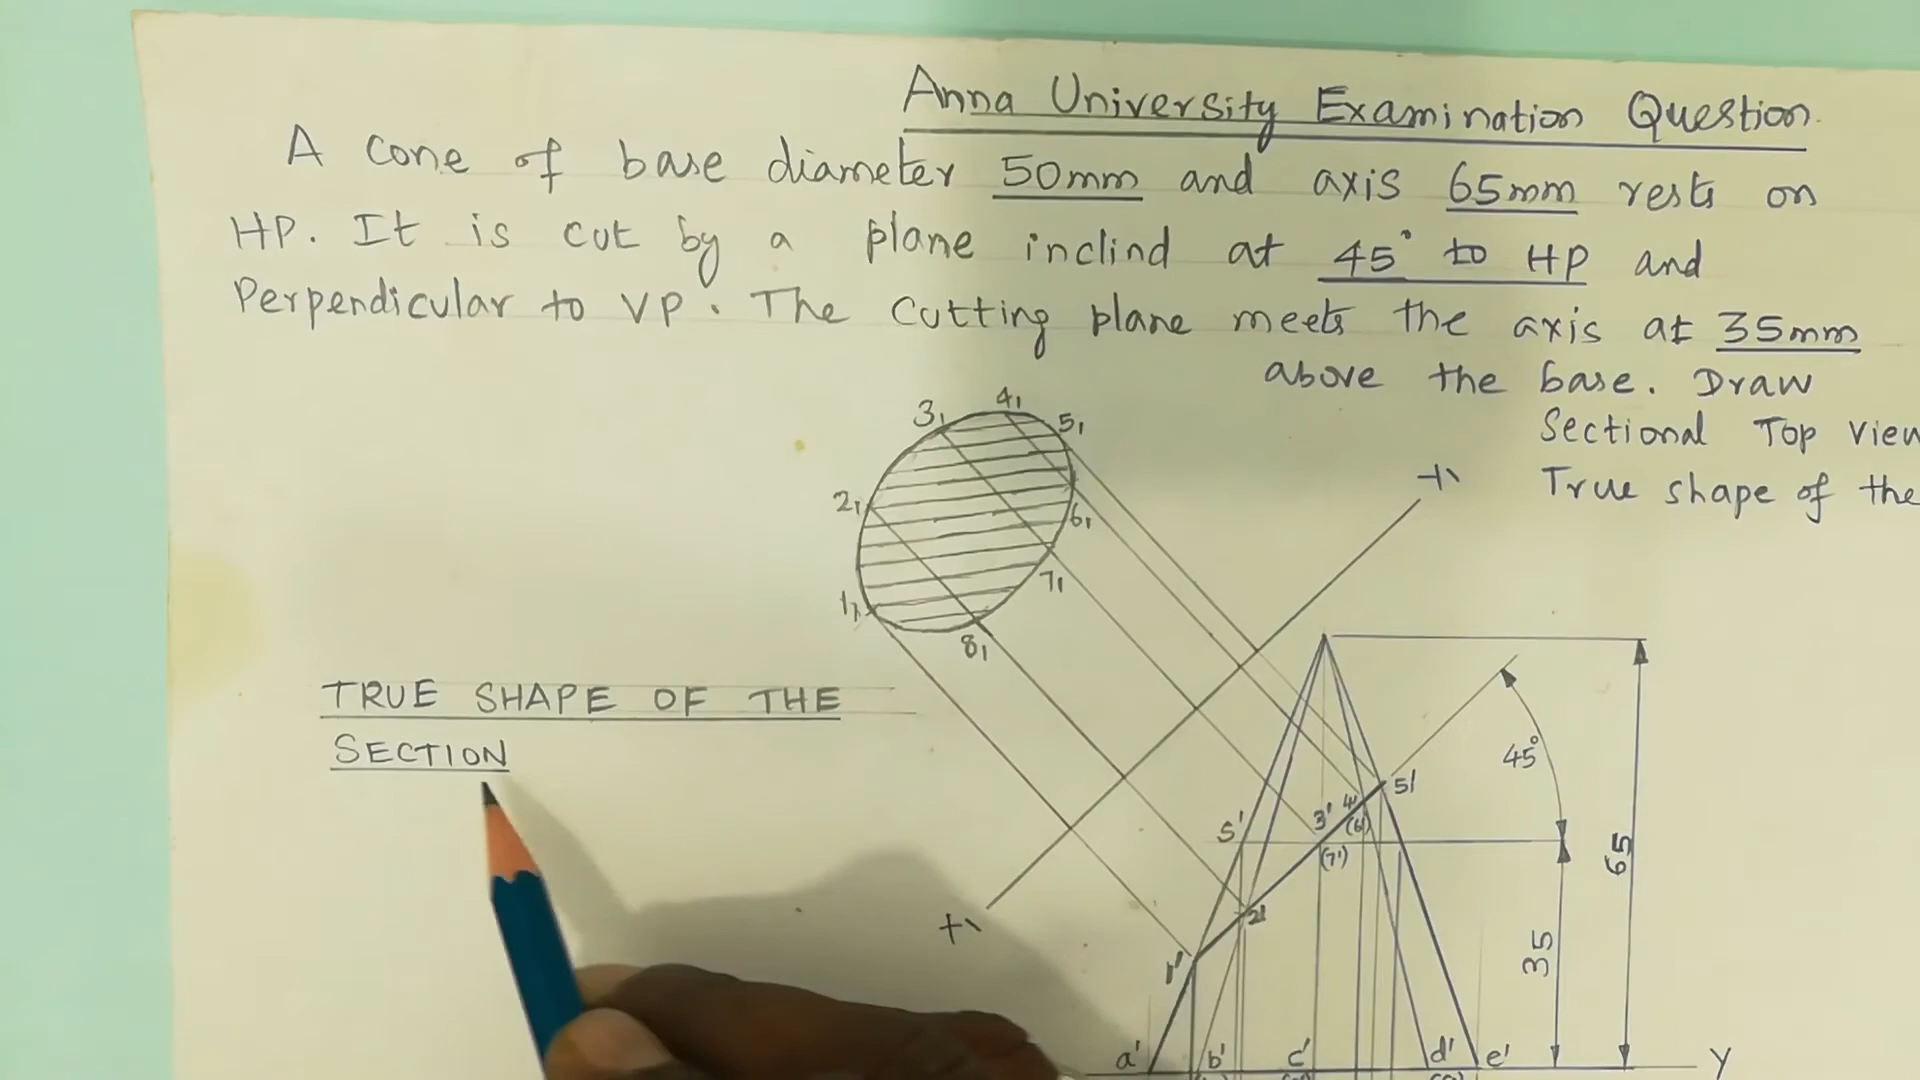 Anna University Examination Question.
A cone of base diameter 50mm and axis 65mm rests on
HP. It is cut by a plane inclind at 45° to HP and
Perpendicular to VP. The cutting plane meets the axis at 35mm
above the base. Draw
Sectional Top View
True shape of the
3₁ 4₁ 5₁
2₁ 6₁
1₁ 7₁
8₁
TRUE SHAPE OF THE
SECTION
45°
5'
3' 4' (6')
s' (7')
65
2'
35
1'
a' b' c' d' e' Y